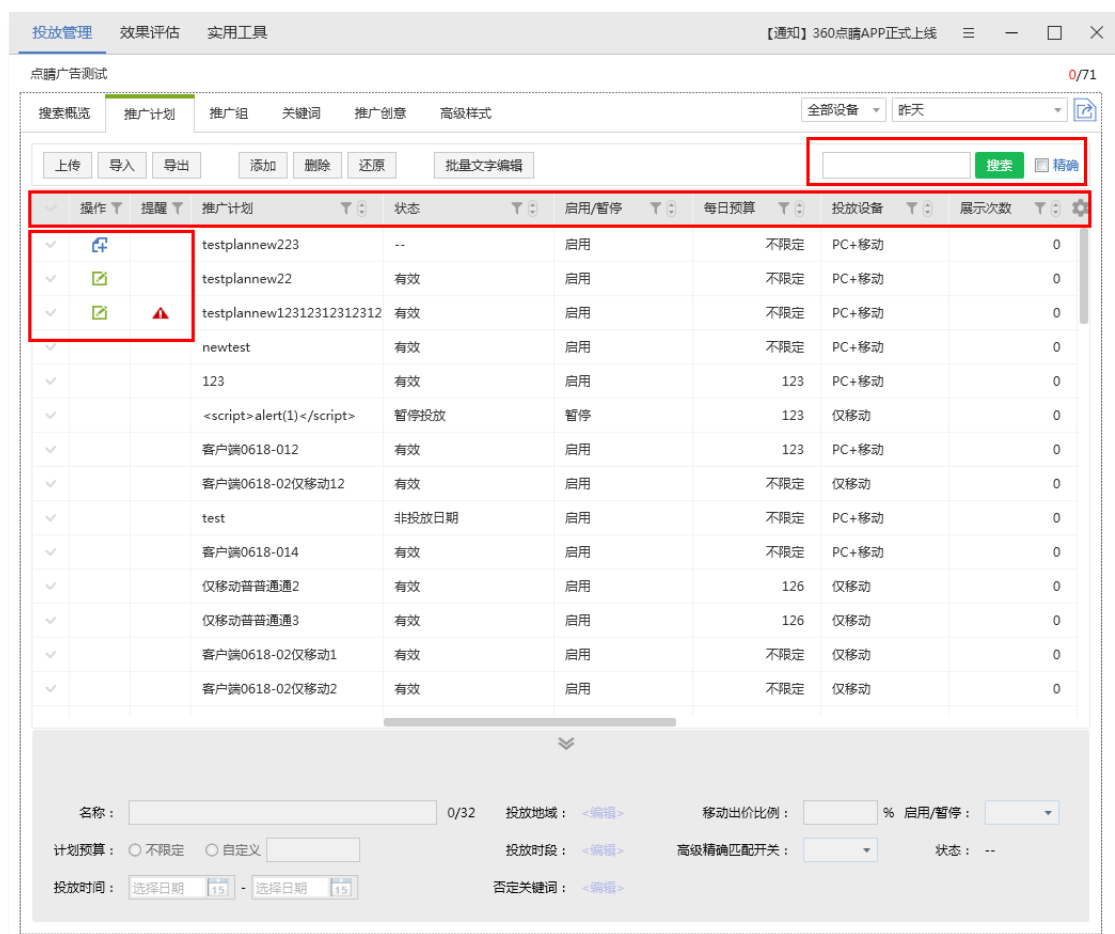 投放管理 效果评估 实用工具 【通知】360点睛APP正式上线
点睛广告测试 0/71
搜索概览 推广计划 推广组 关键词 推广创意 高级样式 全部设备 昨天
上传 导入 导出 添加 删除 还原 批量文字编辑 搜索 精确
操作 提醒 推广计划 状态 启用/暂停 每日预算 投放设备 展示次数
testplannew223 -- 启用 不限定 PC+移动 0
testplannew22 有效 启用 不限定 PC+移动 0
testplannew12312312312312 有效 启用 不限定 PC+移动 0
newtest 有效 启用 不限定 PC+移动 0
123 有效 启用 123 PC+移动 0
<script>alert(1)</script> 暂停投放 暂停 123 仅移动 0
客户端0618-012 有效 启用 123 PC+移动 0
客户端0618-02仅移动12 有效 启用 不限定 仅移动 0
test 非投放日期 启用 不限定 PC+移动 0
客户端0618-014 有效 启用 不限定 PC+移动 0
仅移动普普通通2 有效 启用 126 仅移动 0
仅移动普普通通3 有效 启用 126 仅移动 0
客户端0618-02仅移动1 有效 启用 不限定 仅移动 0
客户端0618-02仅移动2 有效 启用 不限定 仅移动 0
名称： 0/32 投放地域： <编辑> 移动出价比例： % 启用/暂停：
计划预算： 不限定 自定义 投放时段： <编辑> 高级精确匹配开关： 状态： --
投放时间： 选择日期 15 - 选择日期 15 否定关键词： <编辑>